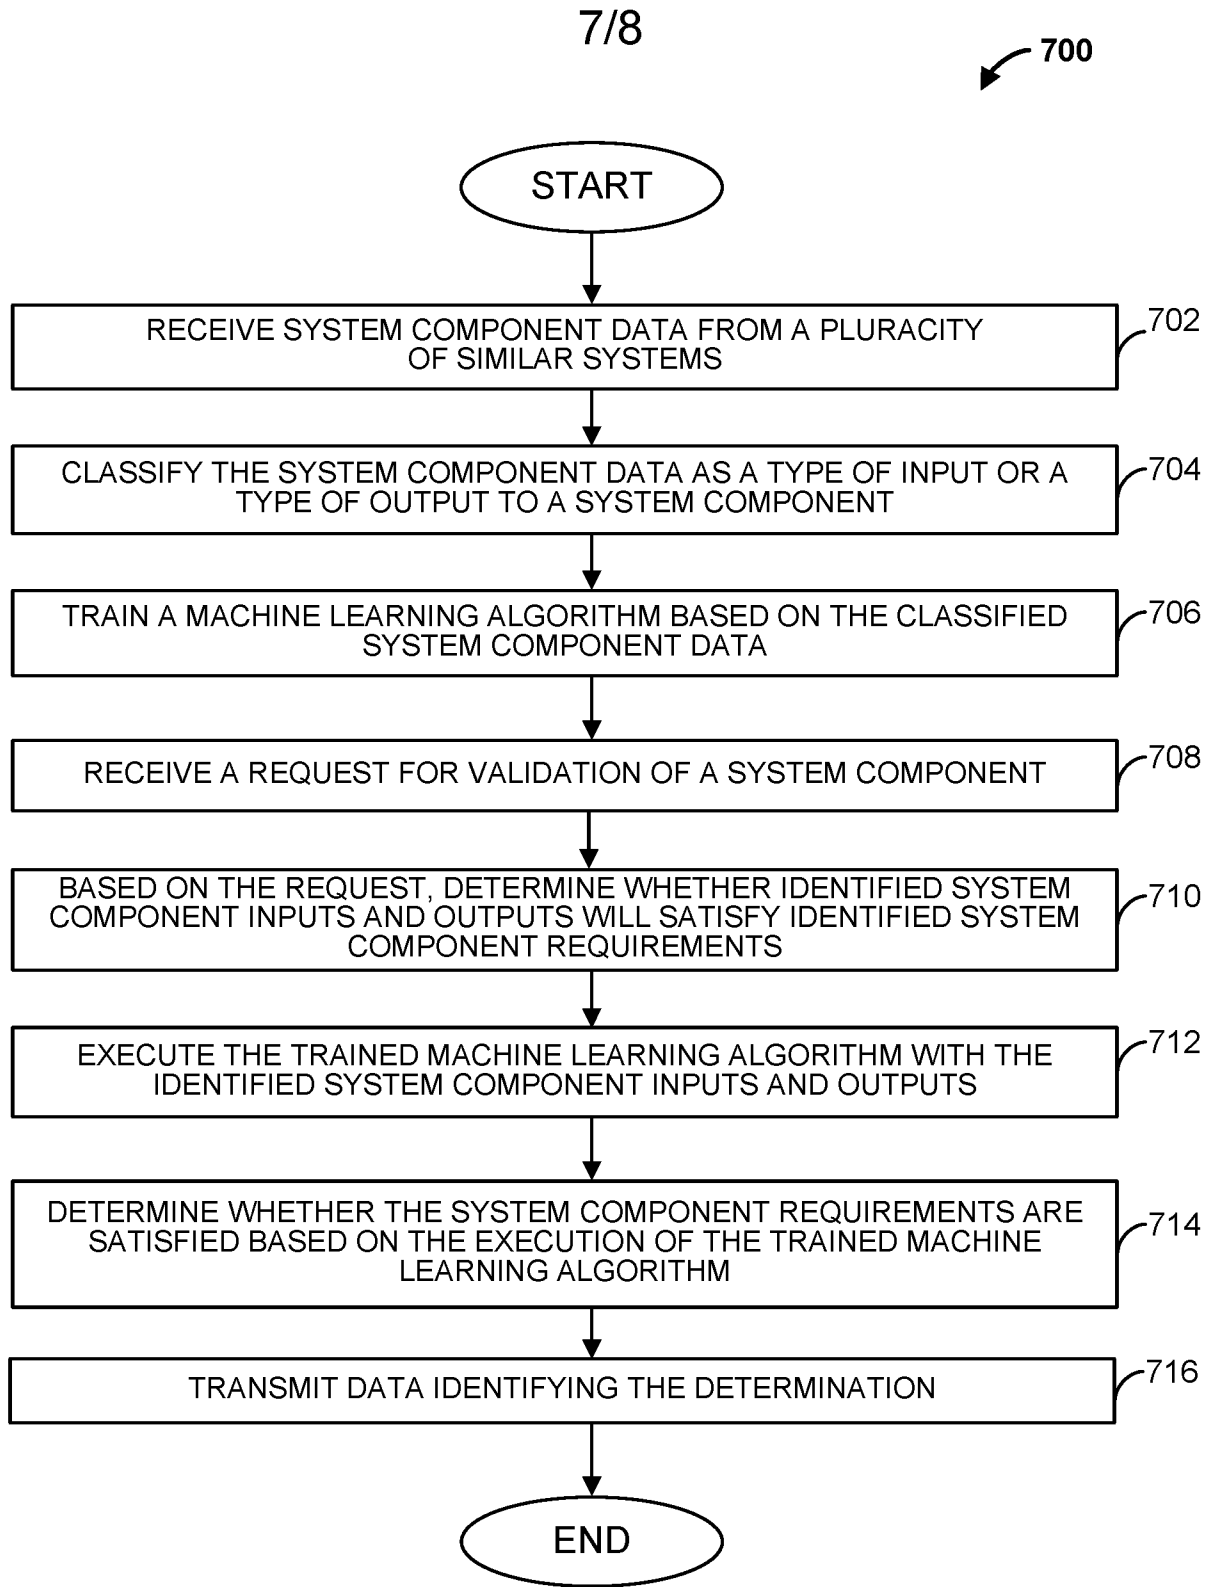 7/8
700
START
RECEIVE SYSTEM COMPONENT DATA FROM A PLURACITY
OF SIMILAR SYSTEMS
702
CLASSIFY THE SYSTEM COMPONENT DATA AS A TYPE OF INPUT OR A
TYPE OF OUTPUT TO A SYSTEM COMPONENT
704
TRAIN A MACHINE LEARNING ALGORITHM BASED ON THE CLASSIFIED
SYSTEM COMPONENT DATA
706
RECEIVE A REQUEST FOR VALIDATION OF A SYSTEM COMPONENT
708
BASED ON THE REQUEST, DETERMINE WHETHER IDENTIFIED SYSTEM
COMPONENT INPUTS AND OUTPUTS WILL SATISFY IDENTIFIED SYSTEM
COMPONENT REQUIREMENTS
710
EXECUTE THE TRAINED MACHINE LEARNING ALGORITHM WITH THE
IDENTIFIED SYSTEM COMPONENT INPUTS AND OUTPUTS
712
DETERMINE WHETHER THE SYSTEM COMPONENT REQUIREMENTS ARE
SATISFIED BASED ON THE EXECUTION OF THE TRAINED MACHINE
LEARNING ALGORITHM
714
TRANSMIT DATA IDENTIFYING THE DETERMINATION
716
END